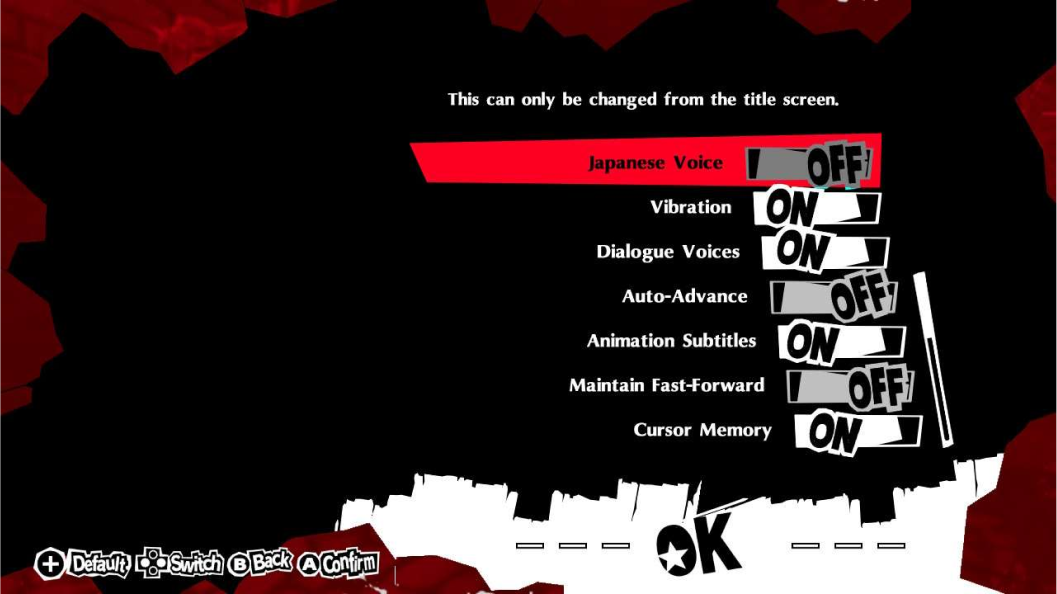 This can only be changed from the title screen.
Japanese Voice OFF
Vibration ON
Dialogue Voices ON
Auto-Advance OFF
Animation Subtitles ON
Maintain Fast-Forward OFF
Cursor Memory ON
OK
+ Default Switch B Back A Confirm